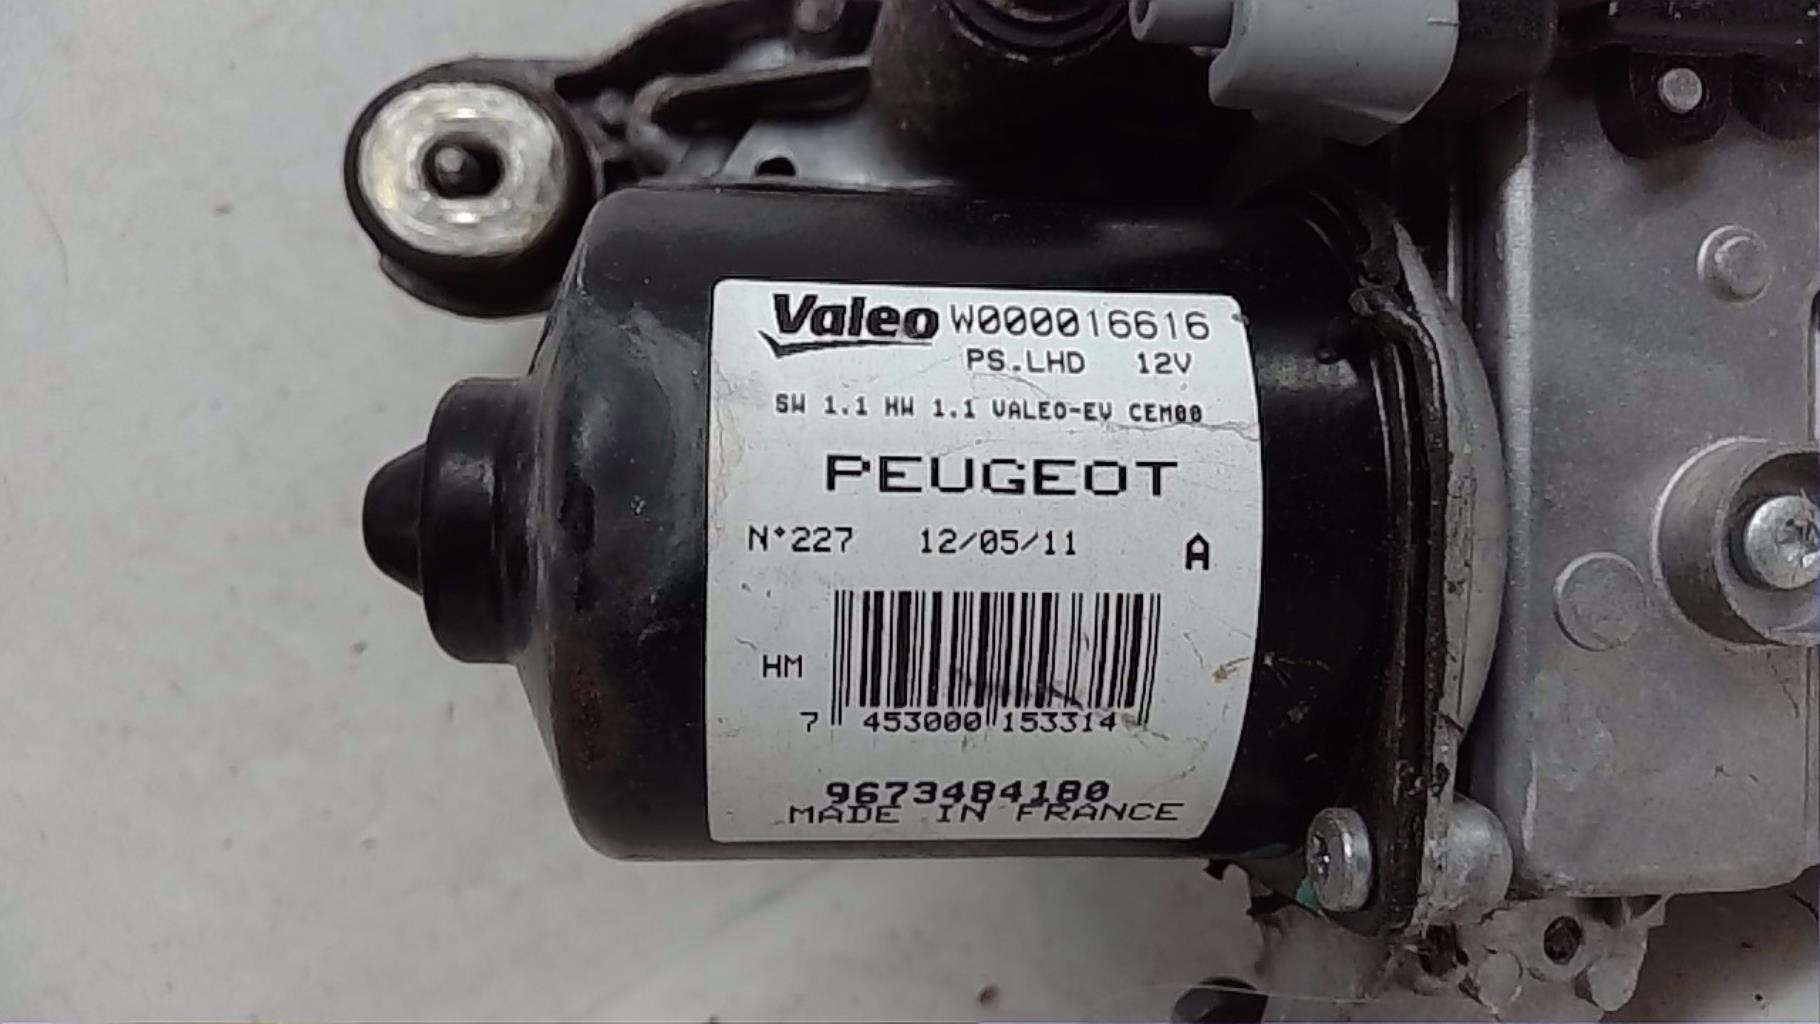 Valeo W000016616
PS.LHD 12V
SW 1.1 HW 1.1 VALEO-EV CEM00
PEUGEOT
N°227 12/05/11 A
HM
7 453000 153314
9673484180
MADE IN FRANCE